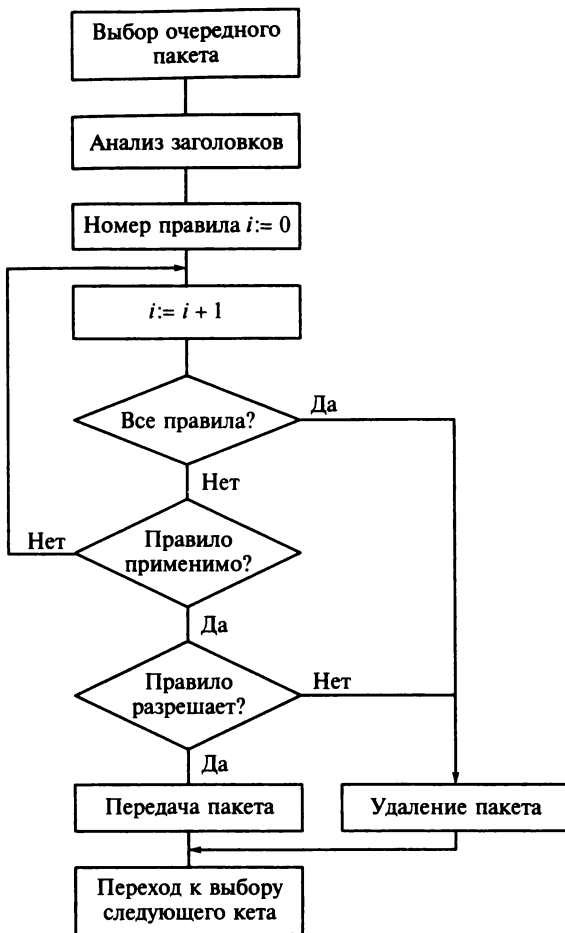 Выбор очередного
пакета
Анализ заголовков
Номер правила i:= 0
i:= i + 1
Все правила?
Да
Нет
Правило
применимо?
Нет
Да
Правило
разрешает?
Нет
Да
Передача пакета
Удаление пакета
Переход к выбору
следующего кета